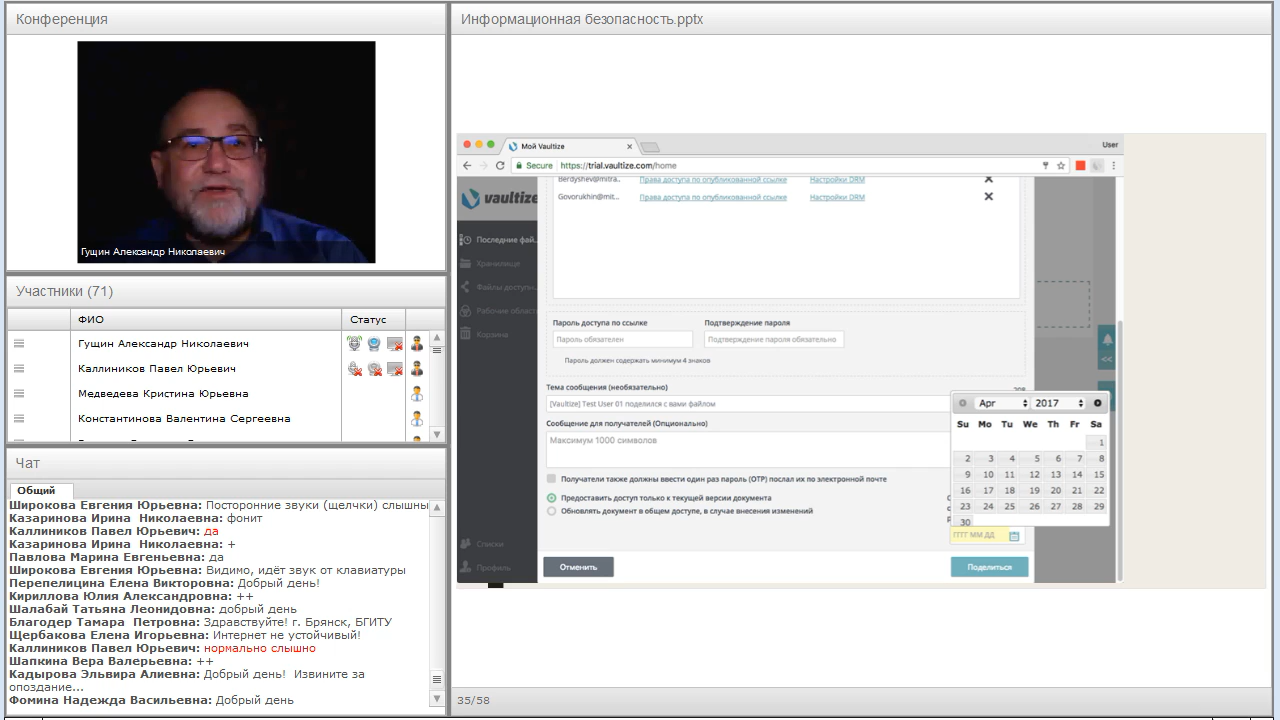 Конференция
Гущин Александр Николаевич
Участники (71)
ФИО
Статус
Гущин Александр Николаевич
Каллиников Павел Юрьевич
Медведева Кристина Юрьевна
Константинова Валентина Сергеевна
Чат
Общий
Широкова Евгения Юрьевна: Посторонние звуки (щелчки) слышны
Казаринова Ирина Николаевна: фонит
Каллиников Павел Юрьевич: да
Казаринова Ирина Николаевна: +
Павлова Марина Евгеньевна: да
Широкова Евгения Юрьевна: Видимо, идёт звук от клавиатуры
Перепелицина Елена Викторовна: Добрый день!
Кириллова Юлия Александровна: ++
Шалабай Татьяна Леонидовна: добрый день
Благодер Тамара Петровна: Здравствуйте! г. Брянск, БГИТУ
Щербакова Елена Игорьевна: Интернет не устойчивый!
Каллиников Павел Юрьевич: нормально слышно
Шапкина Вера Валерьевна: ++
Кадырова Эльвира Алиевна: Добрый день! Извините за
опоздание...
Фомина Надежда Васильевна: Добрый день
Информационная безопасность.pptx
Мой Vaultize
User
Secure
https://trial.vaultize.com/home
vaultize
Последние фай..
Хранилище
Файлы доступн..
Рабочие област
Корзина
Списки
Профиль
Berdyshev@mitra.. Права доступа по опубликованной ссылке Настройки DRM
Govorukhin@mit... Права доступа по опубликованной ссылке Настройки DRM
Пароль доступа по ссылке
Подтверждение пароля
Пароль обязателен
Подтверждение пароля обязательно
Пароль должен содержать минимум 4 знаков
Тема сообщения (необязательно)
[Vaultize] Test User 01 поделился с вами файлом
Сообщение для получателей (Опционально)
Максимум 1000 символов
Получатели также должны ввести один раз пароль (OTP) послал их по электронной почте
Предоставить доступ только к текущей версии документа
Обновлять документ в общем доступе, в случае внесения изменений
Apr 2017
Su Mo Tu We Th Fr Sa
1
2 3 4 5 6 7 8
9 10 11 12 13 14 15
16 17 18 19 20 21 22
23 24 25 26 27 28 29
30
ГГГГ ММ ДД
Отменить
Поделиться
<<
35/58